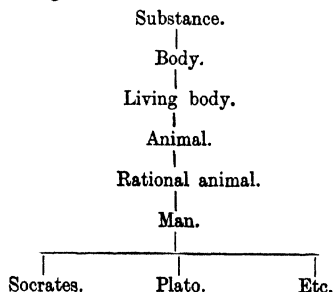 Substance.
Body.
Living body.
Animal.
Rational animal.
Man.
Socrates. Plato. Etc.